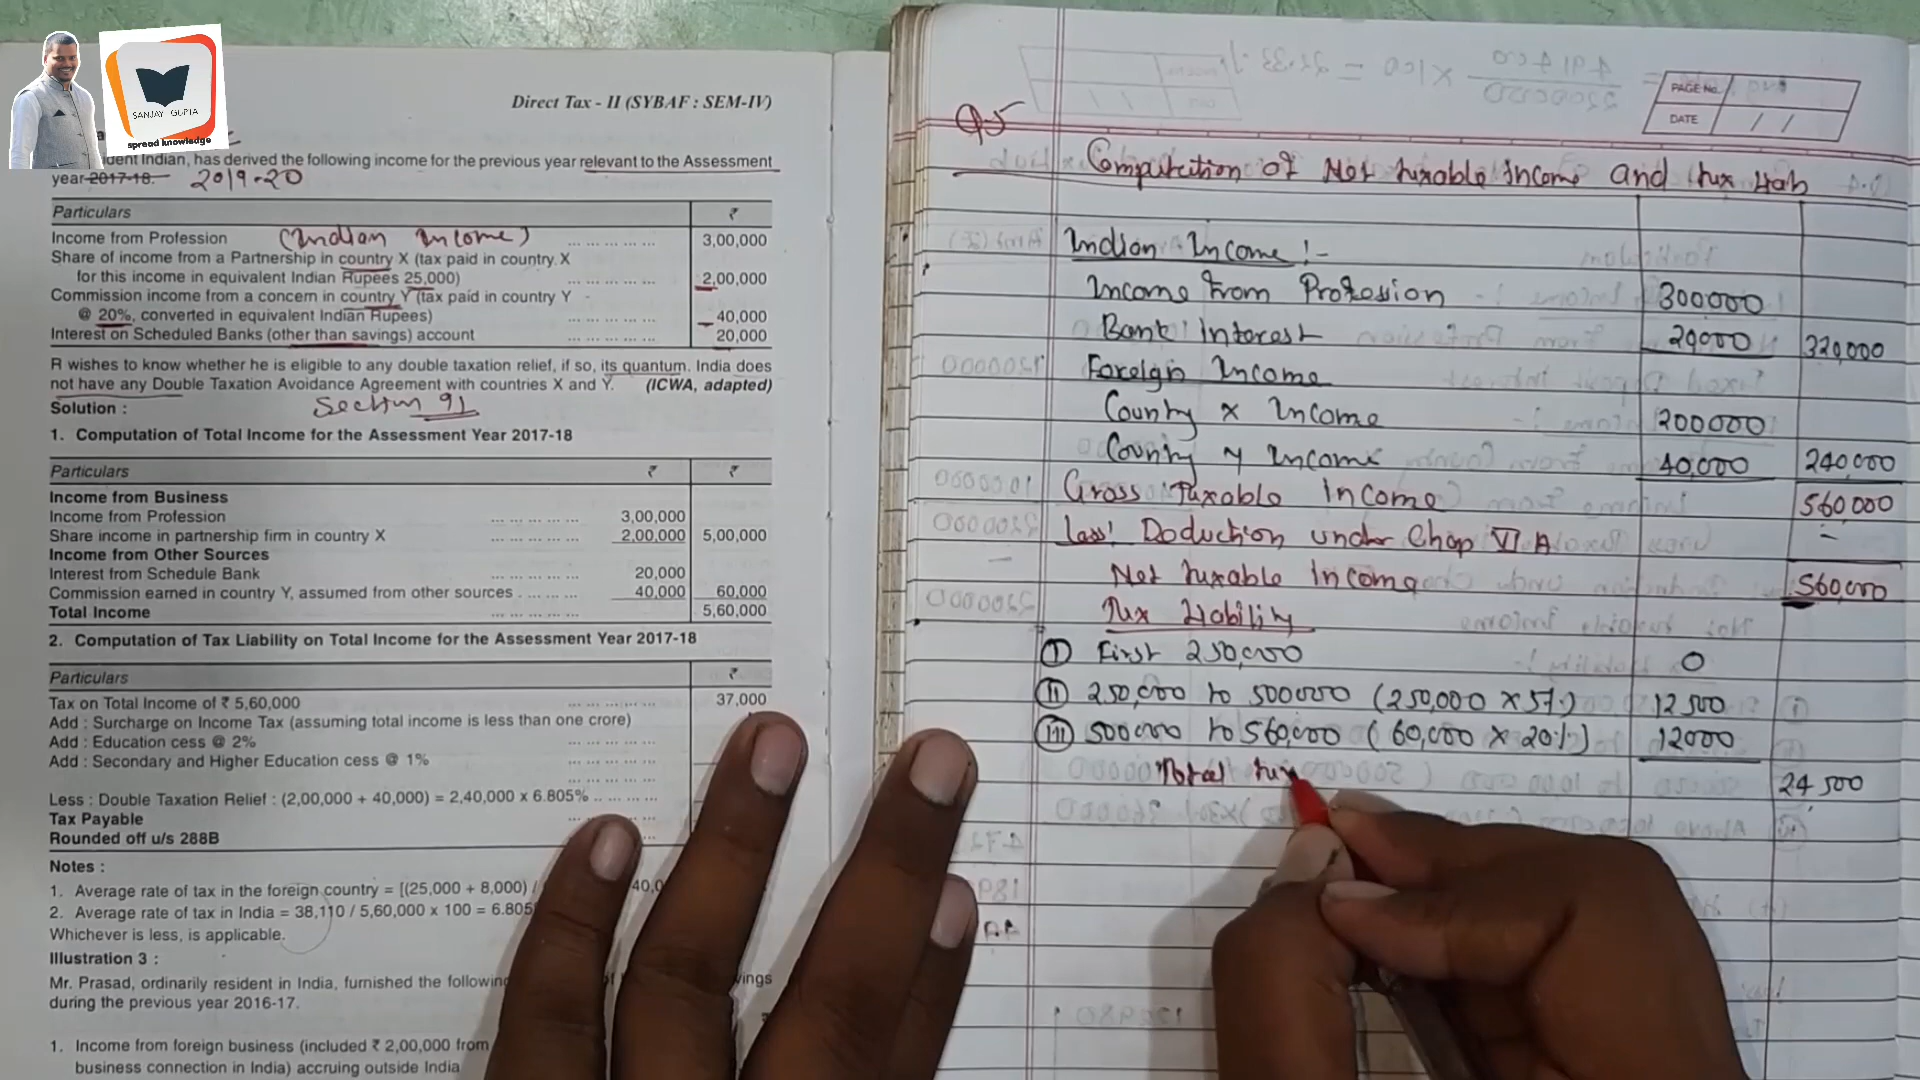 SANJAY GUPTA
spread knowledge
Direct Tax - II (SYBAF : SEM-IV)
dent Indian, has derived the following income for the previous year relevant to the Assessment
year 2017-18. 2019-20
Particulars ₹
Income from Profession (Indian Income) ... ... ... ... ... 3,00,000
Share of income from a Partnership in country X (tax paid in country X
for this income in equivalent Indian Rupees 25,000) ... ... ... ... ... 2,00,000
Commission income from a concern in country Y (tax paid in country Y
@ 20%, converted in equivalent Indian Rupees) ... ... ... ... ... 40,000
Interest on Scheduled Banks (other than savings) account ... ... ... ... ... 20,000
R wishes to know whether he is eligible to any double taxation relief, if so, its quantum. India does
not have any Double Taxation Avoidance Agreement with countries X and Y. (ICWA, adapted)
Solution : Section 91
1. Computation of Total Income for the Assessment Year 2017-18
Particulars ₹ ₹
Income from Business
Income from Profession ... ... ... ... ... 3,00,000
Share income in partnership firm in country X ... ... ... ... ... 2,00,000 5,00,000
Income from Other Sources
Interest from Schedule Bank ... ... ... ... ... 20,000
Commission earned in country Y, assumed from other sources . ... ... ... ... 40,000 60,000
Total Income ... ... ... ... ... 5,60,000
2. Computation of Tax Liability on Total Income for the Assessment Year 2017-18
Particulars ₹
Tax on Total Income of ₹ 5,60,000 ... ... ... ... ... 37,000
Add : Surcharge on Income Tax (assuming total income is less than one crore)
Add : Education cess @ 2% ... ... ... ... ...
Add : Secondary and Higher Education cess @ 1% ... ... ... ...
Less : Double Taxation Relief : (2,00,000 + 40,000) = 2,40,000 x 6.805% .. ... ... ...
Tax Payable
Rounded off u/s 288B
Notes :
1. Average rate of tax in the foreign country = [(25,000 + 8,000) / 40,0
2. Average rate of tax in India = 38,110 / 5,60,000 x 100 = 6.805
Whichever is less, is applicable.
Illustration 3 :
Mr. Prasad, ordinarily resident in India, furnished the following vings
during the previous year 2016-17.
1. Income from foreign business (included ₹ 2,00,000 from
business connection in India) accruing outside India
PAGE No.
DATE / /
Q.5
Computation of Net taxable Income and tax liab
Indian Income :-
Income from Profession 300000
Bank Interest 20000 320000
Foreign Income
County X Income 200000
County Y Income 40,000 240000
Gross Taxable Income 560000
Less: Deduction under Chap VI A -
Net taxable Income 560000
Tax liability
I First 250,000 0
II 250,000 to 500000 (250,000 x 5%) 12500
III 500000 to 560,000 (60,000 x 20%) 12000
Total tax 24,500